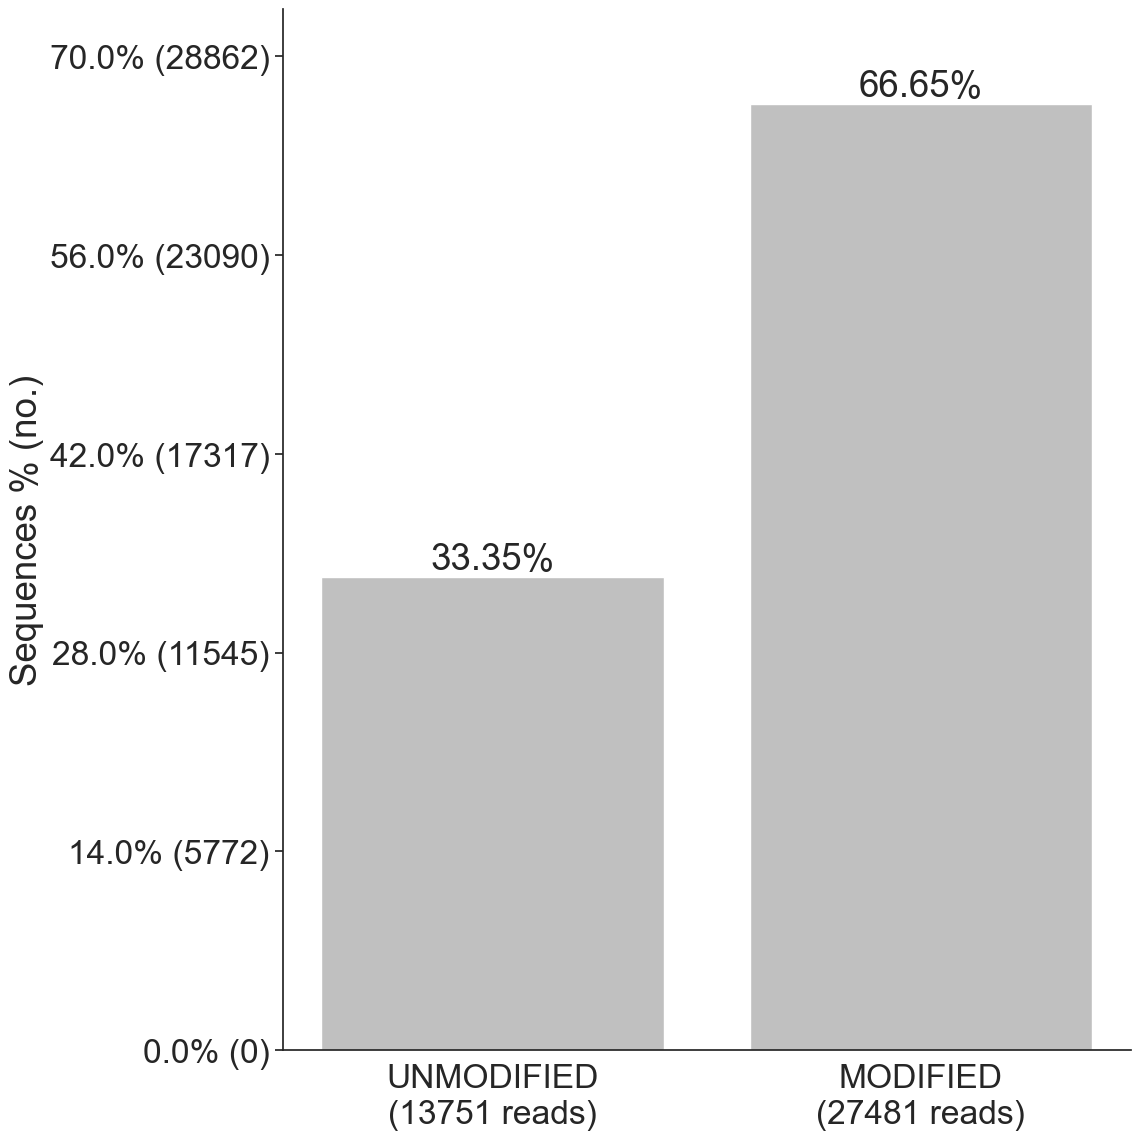 Sequences % (no.)
70.0% (28862)
56.0% (23090)
42.0% (17317)
28.0% (11545)
14.0% (5772)
0.0% (0)
33.35%
66.65%
UNMODIFIED
(13751 reads)
MODIFIED
(27481 reads)